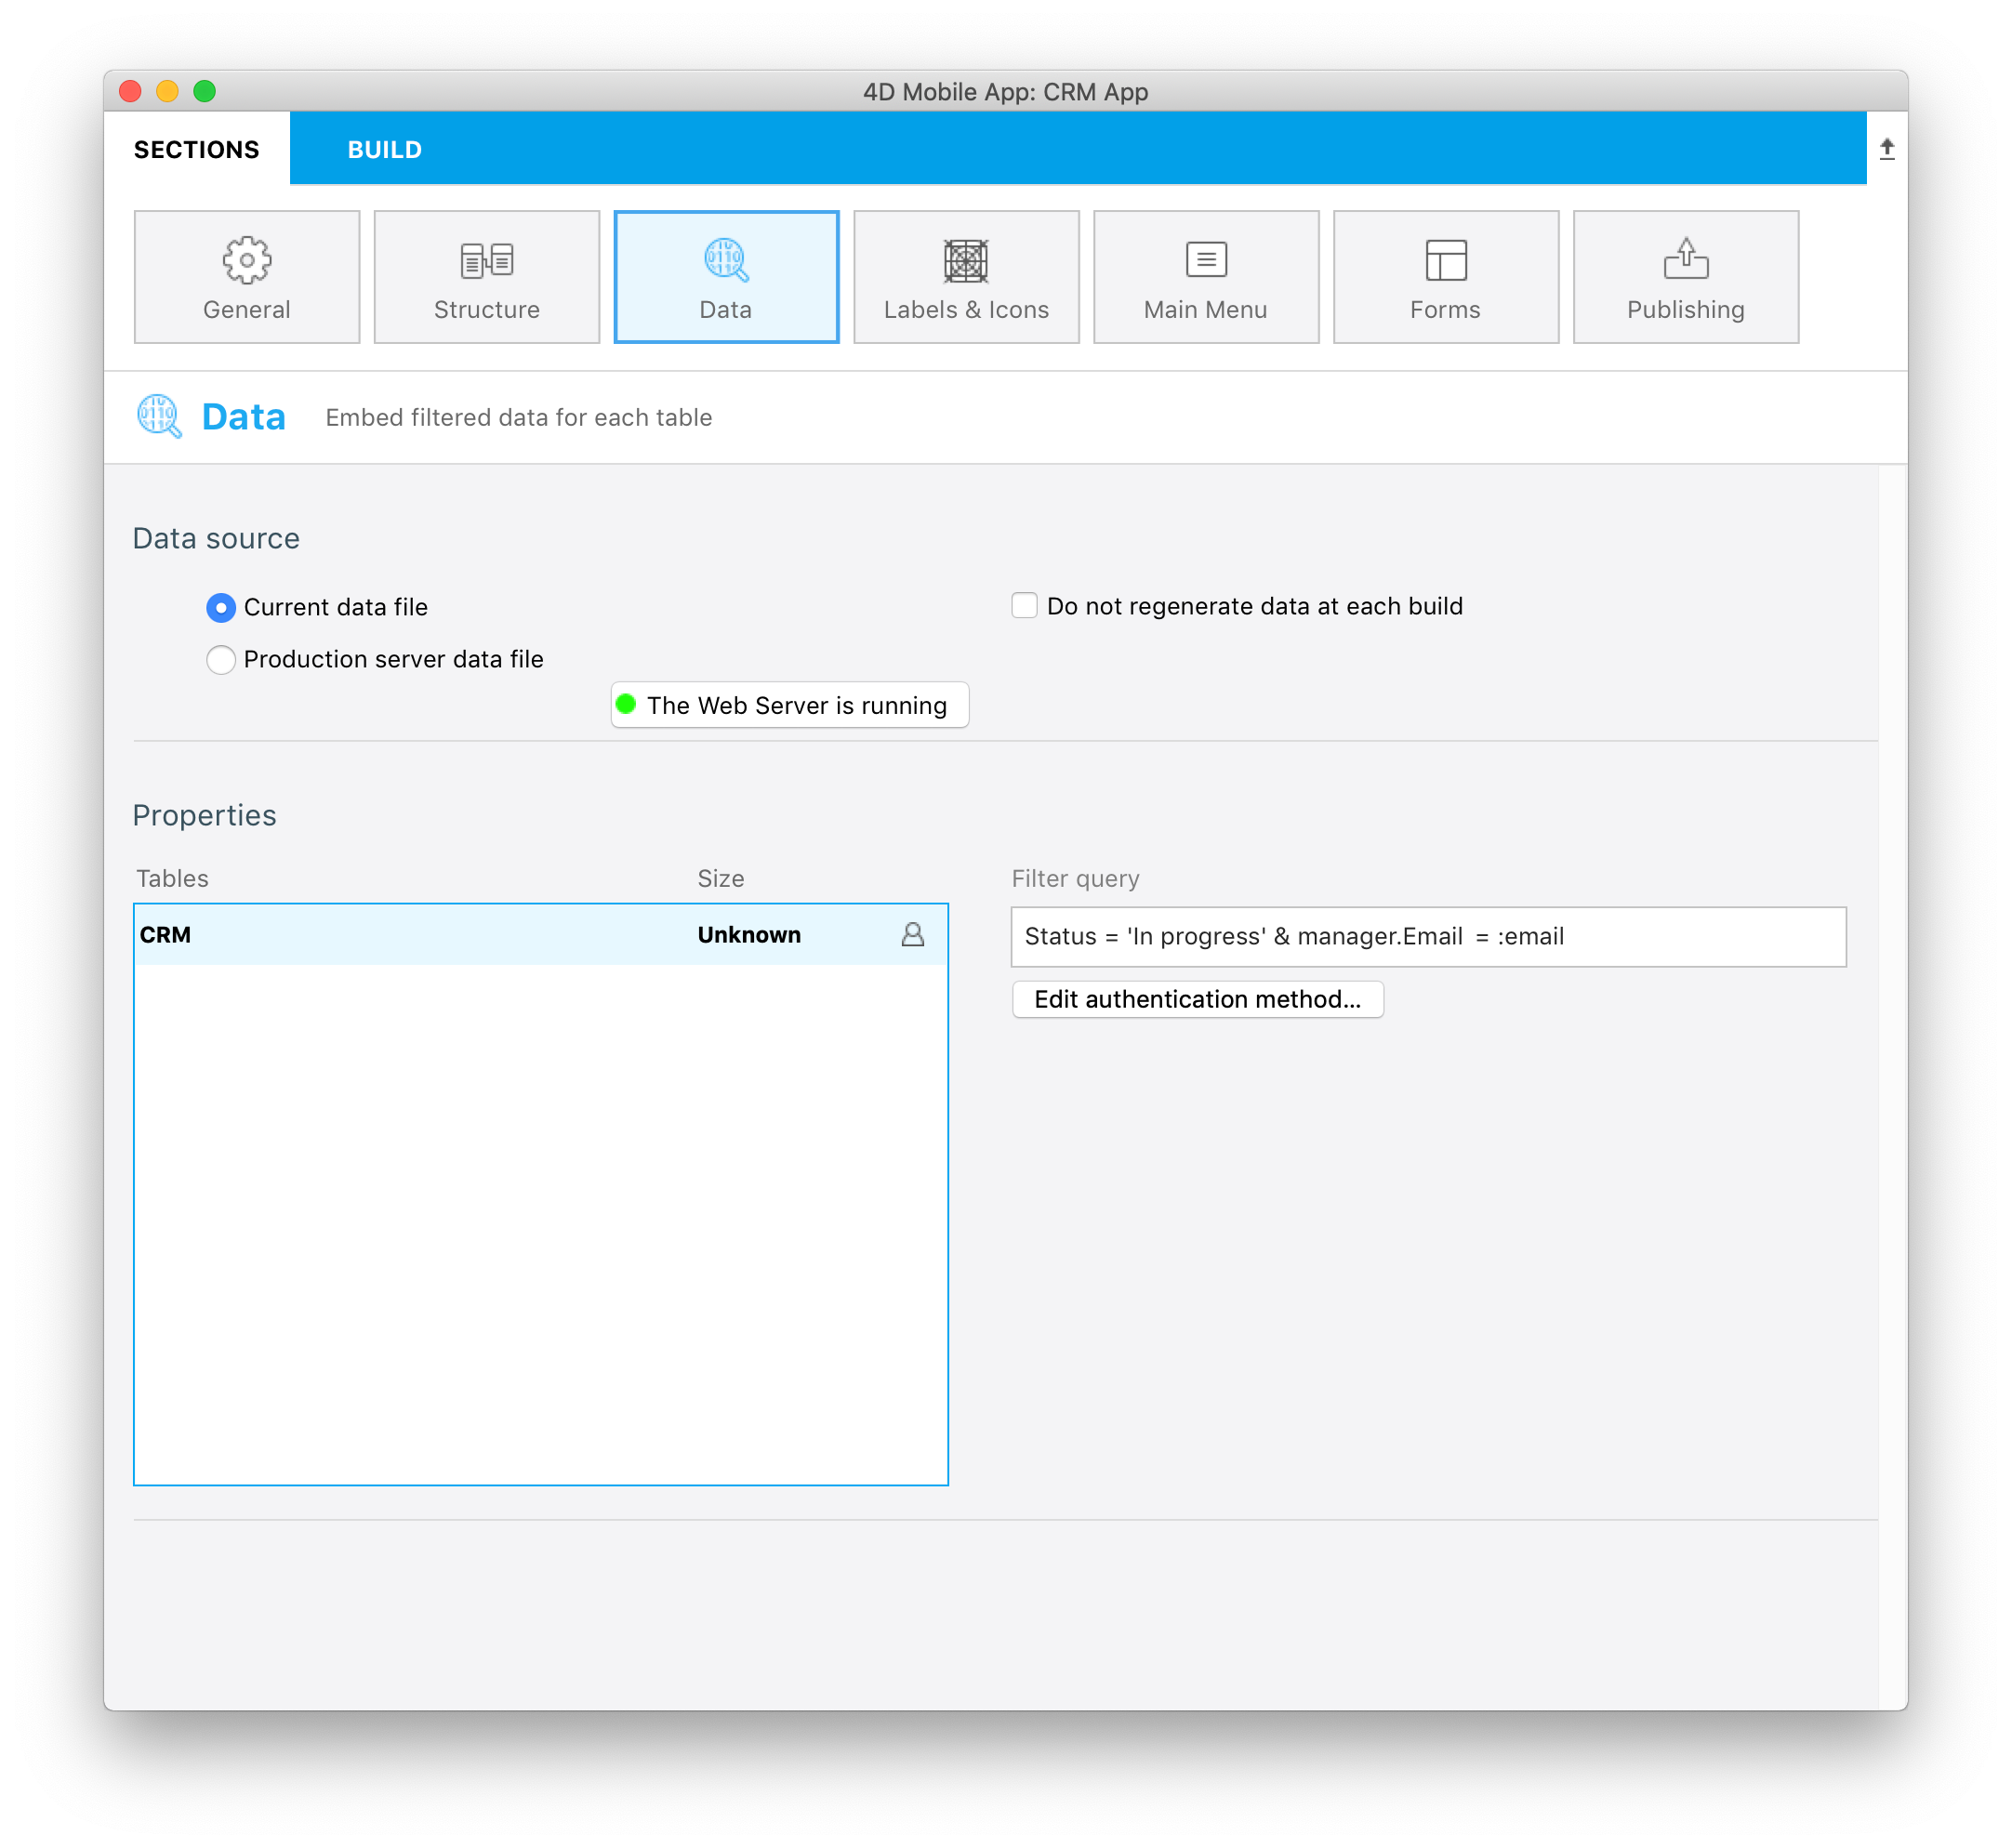 4D Mobile App: CRM App
SECTIONS BUILD
General Structure Data Labels & Icons Main Menu Forms Publishing
Data Embed filtered data for each table
Data source
Current data file Do not regenerate data at each build
Production server data file
The Web Server is running
Properties
Tables Size Filter query
CRM Unknown Status = 'In progress' & manager.Email = :email
Edit authentication method...